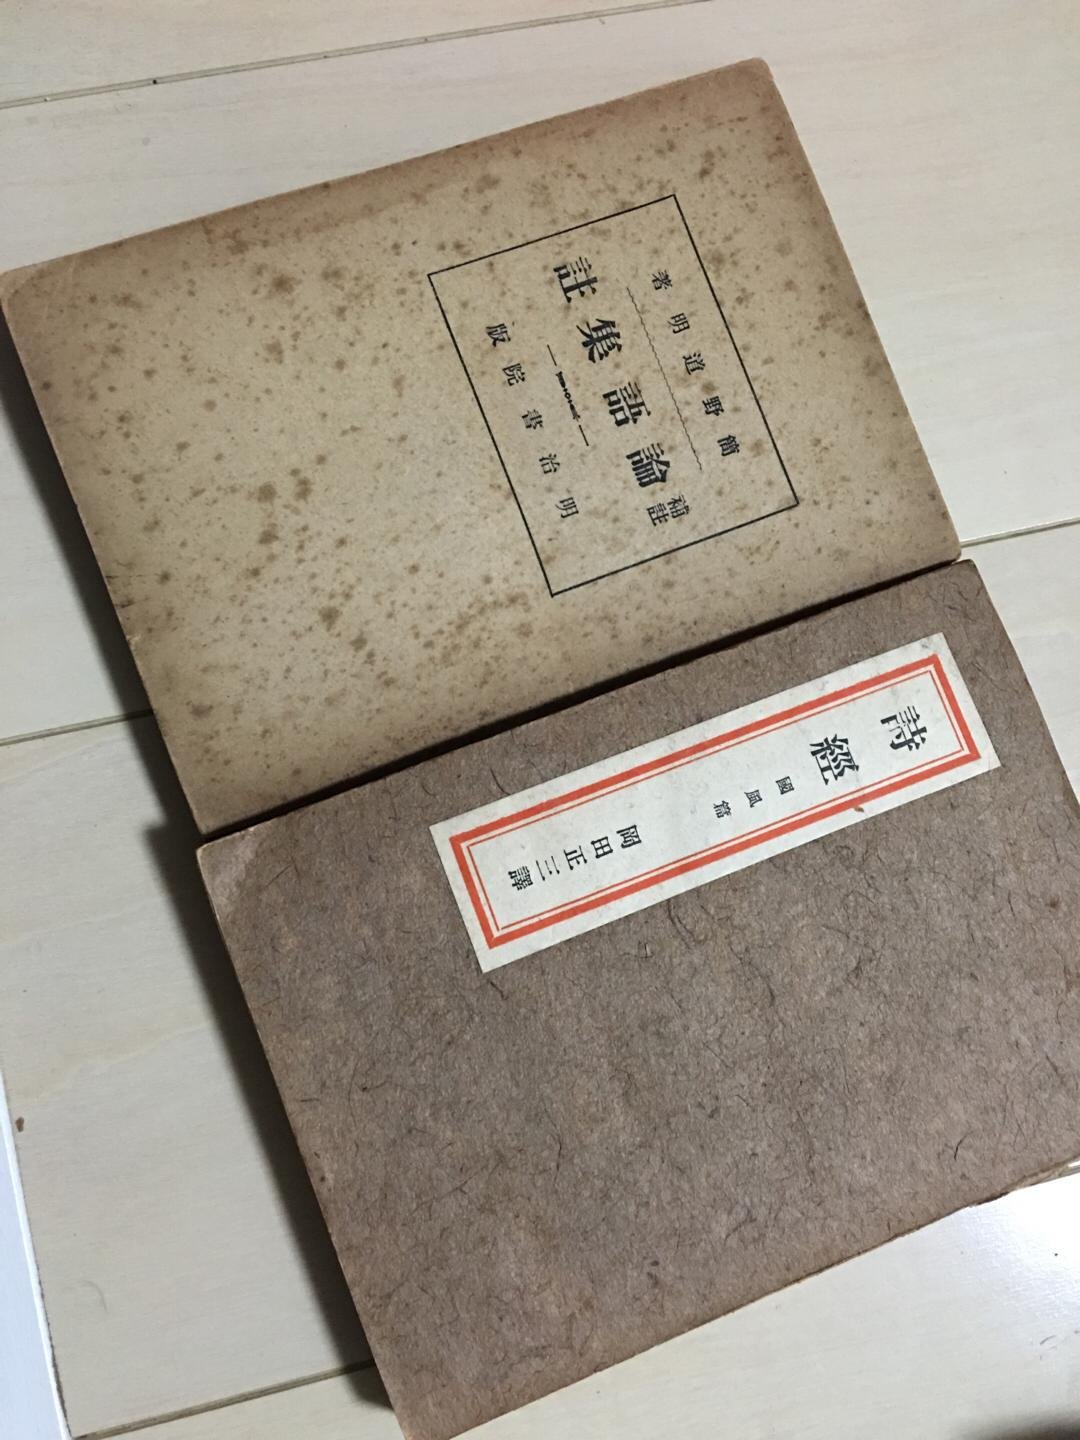 簡野道明著
補註論語集註
明治書院版
詩經
國風篇
岡田正三譯